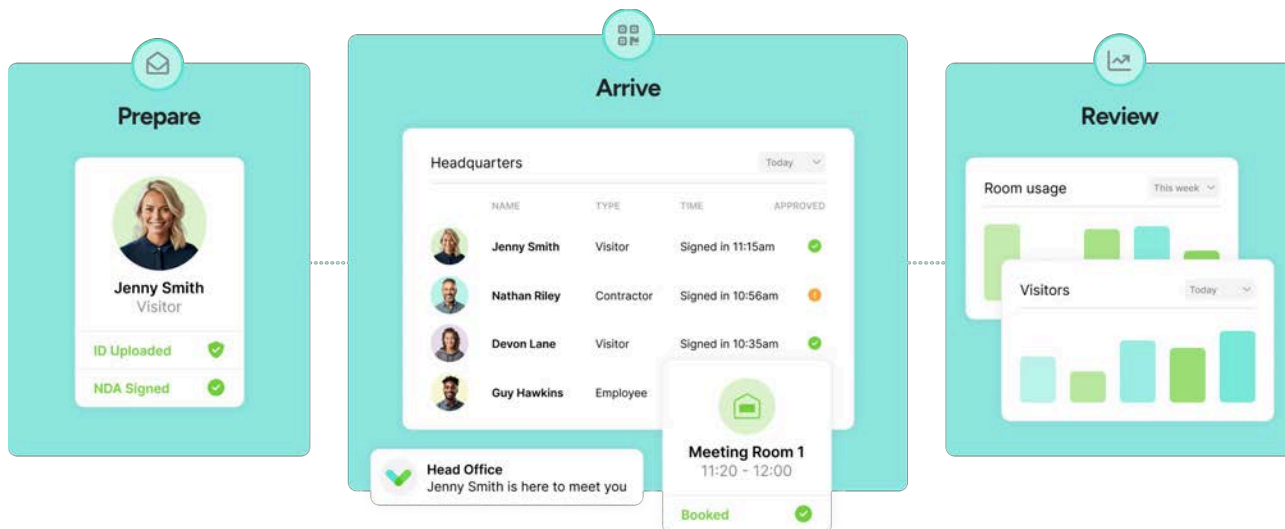 Prepare
Jenny Smith
Visitor
ID Uploaded
NDA Signed
Arrive
Headquarters
Today
NAME TYPE TIME APPROVED
Jenny Smith Visitor Signed in 11:15am
Nathan Riley Contractor Signed in 10:56am
Devon Lane Visitor Signed in 10:35am
Guy Hawkins Employee
Meeting Room 1
11:20 - 12:00
Booked
Head Office
Jenny Smith is here to meet you
Review
Room usage
This week
Visitors
Today